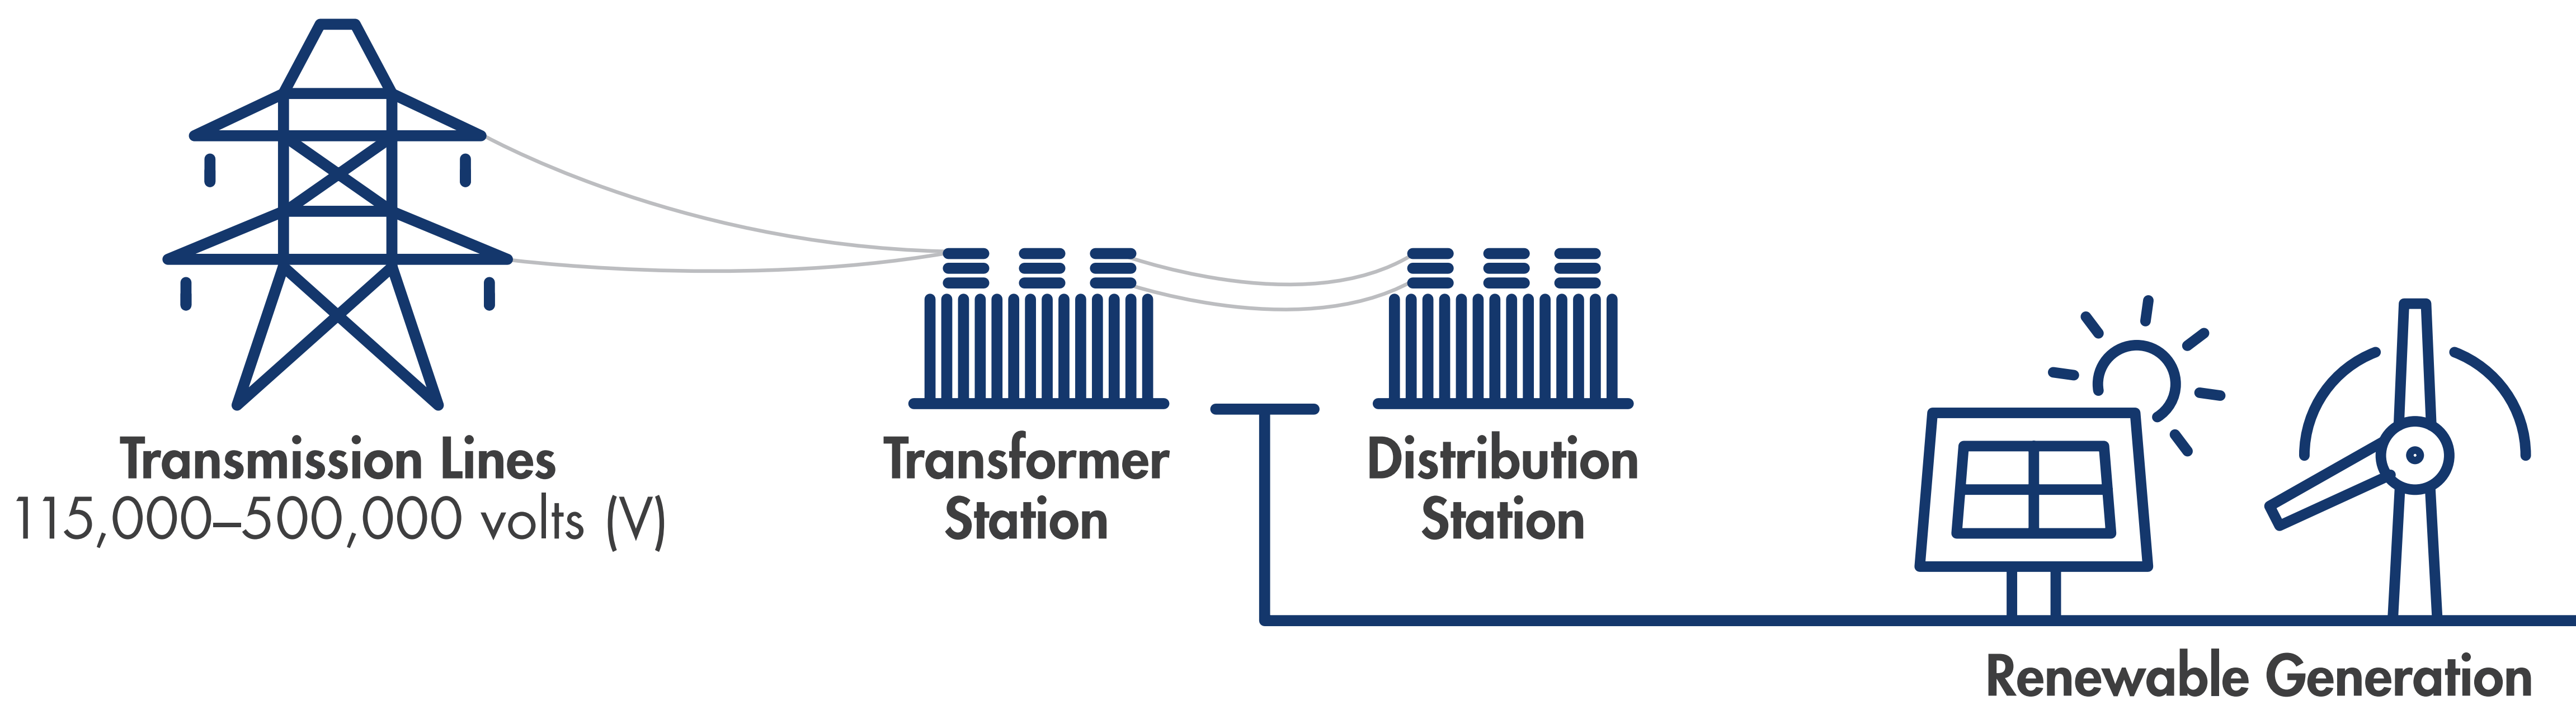 Transmission Lines
115,000–500,000 volts (V)
Transformer
Station
Distribution
Station
Renewable Generation